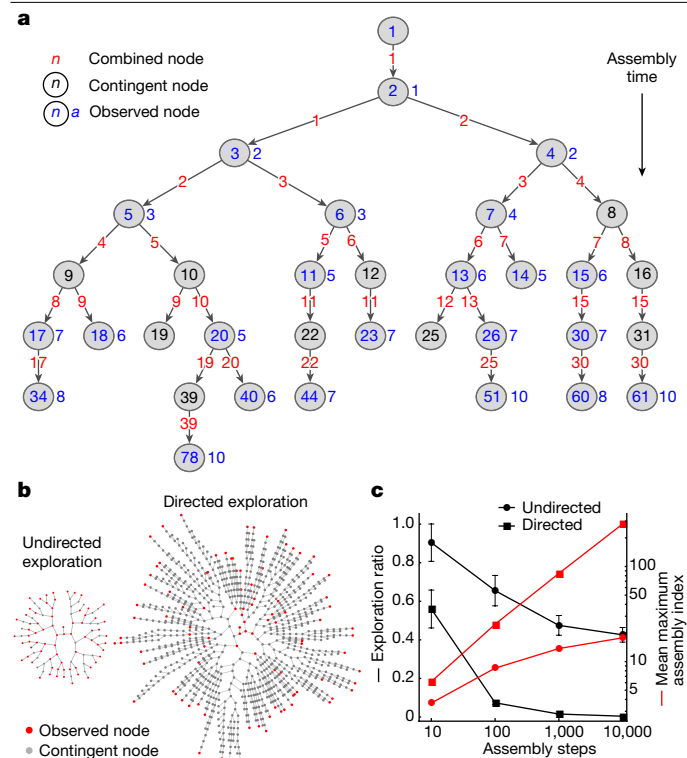 a
n Combined node
n Contingent node
n a Observed node
Assembly
time
1
1
2 1
1 2
3 2 4 2
2 3 3 4
5 3 6 3 7 4 8
4 5 5 6 6 7 7 8
9 10 11 5 12 13 6 14 5 15 6 16
8 9 9 10 11 11 12 13 15 15
17 7 18 6 19 20 5 22 23 7 25 26 7 30 7 31
17 19 20 22 25 30 30
34 8 39 40 6 44 7 51 10 60 8 61 10
39
78 10
b
Directed exploration
Undirected
exploration
Observed node
Contingent node
c
Undirected
Directed
1.0
0.8
0.6
0.4
0.2
0
Exploration ratio
100
50
10
5
Mean maximum
assembly index
10 100 1,000 10,000
Assembly steps